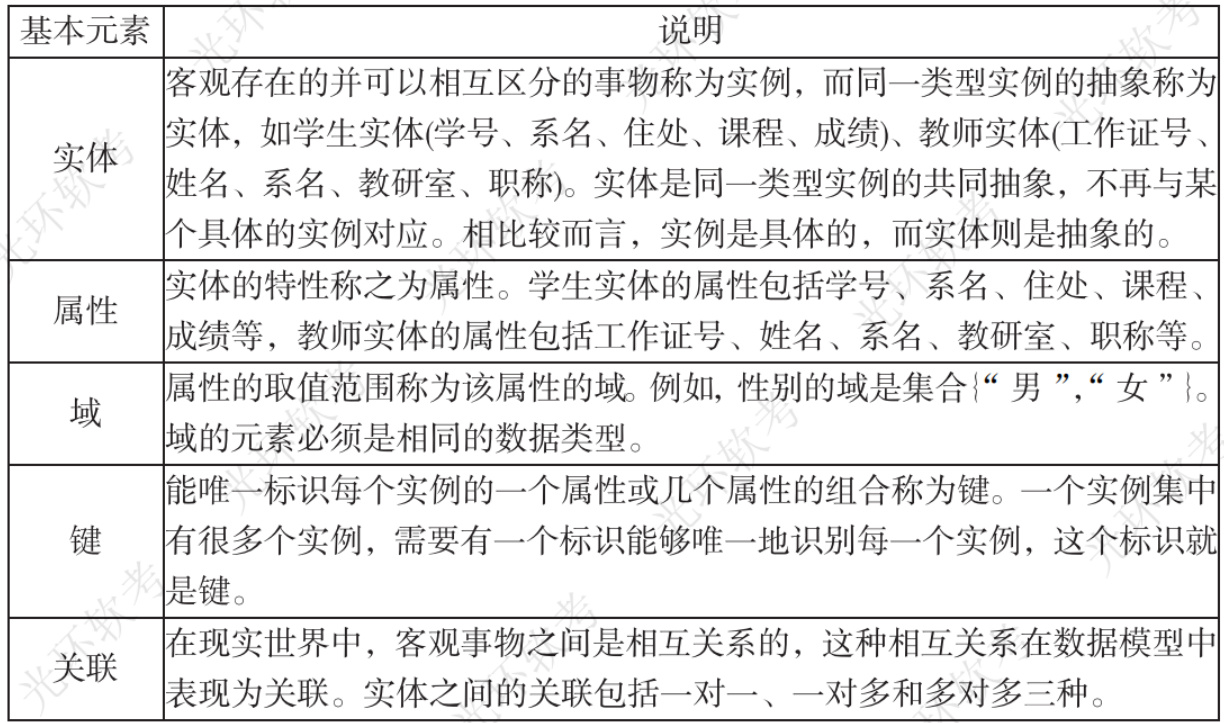 基本元素 说明
实体
客观存在的并可以相互区分的事物称为实例，而同一类型实例的抽象称为
实体，如学生实体(学号、系名、住处、课程、成绩)、教师实体(工作证号、
姓名、系名、教研室、职称)。实体是同一类型实例的共同抽象，不再与某
个具体的实例对应。相比较而言，实例是具体的，而实体则是抽象的。
属性
实体的特性称之为属性。学生实体的属性包括学号、系名、住处、课程、
成绩等，教师实体的属性包括工作证号、姓名、系名、教研室、职称等。
域
属性的取值范围称为该属性的域。例如，性别的域是集合{“男”,“女”}。
域的元素必须是相同的数据类型。
键
能唯一标识每个实例的一个属性或几个属性的组合称为键。一个实例集中
有很多个实例，需要有一个标识能够唯一地识别每一个实例，这个标识就
是键。
关联
在现实世界中，客观事物之间是相互关系的，这种相互关系在数据模型中
表现为关联。实体之间的关联包括一对一、一对多和多对多三种。
光环软考